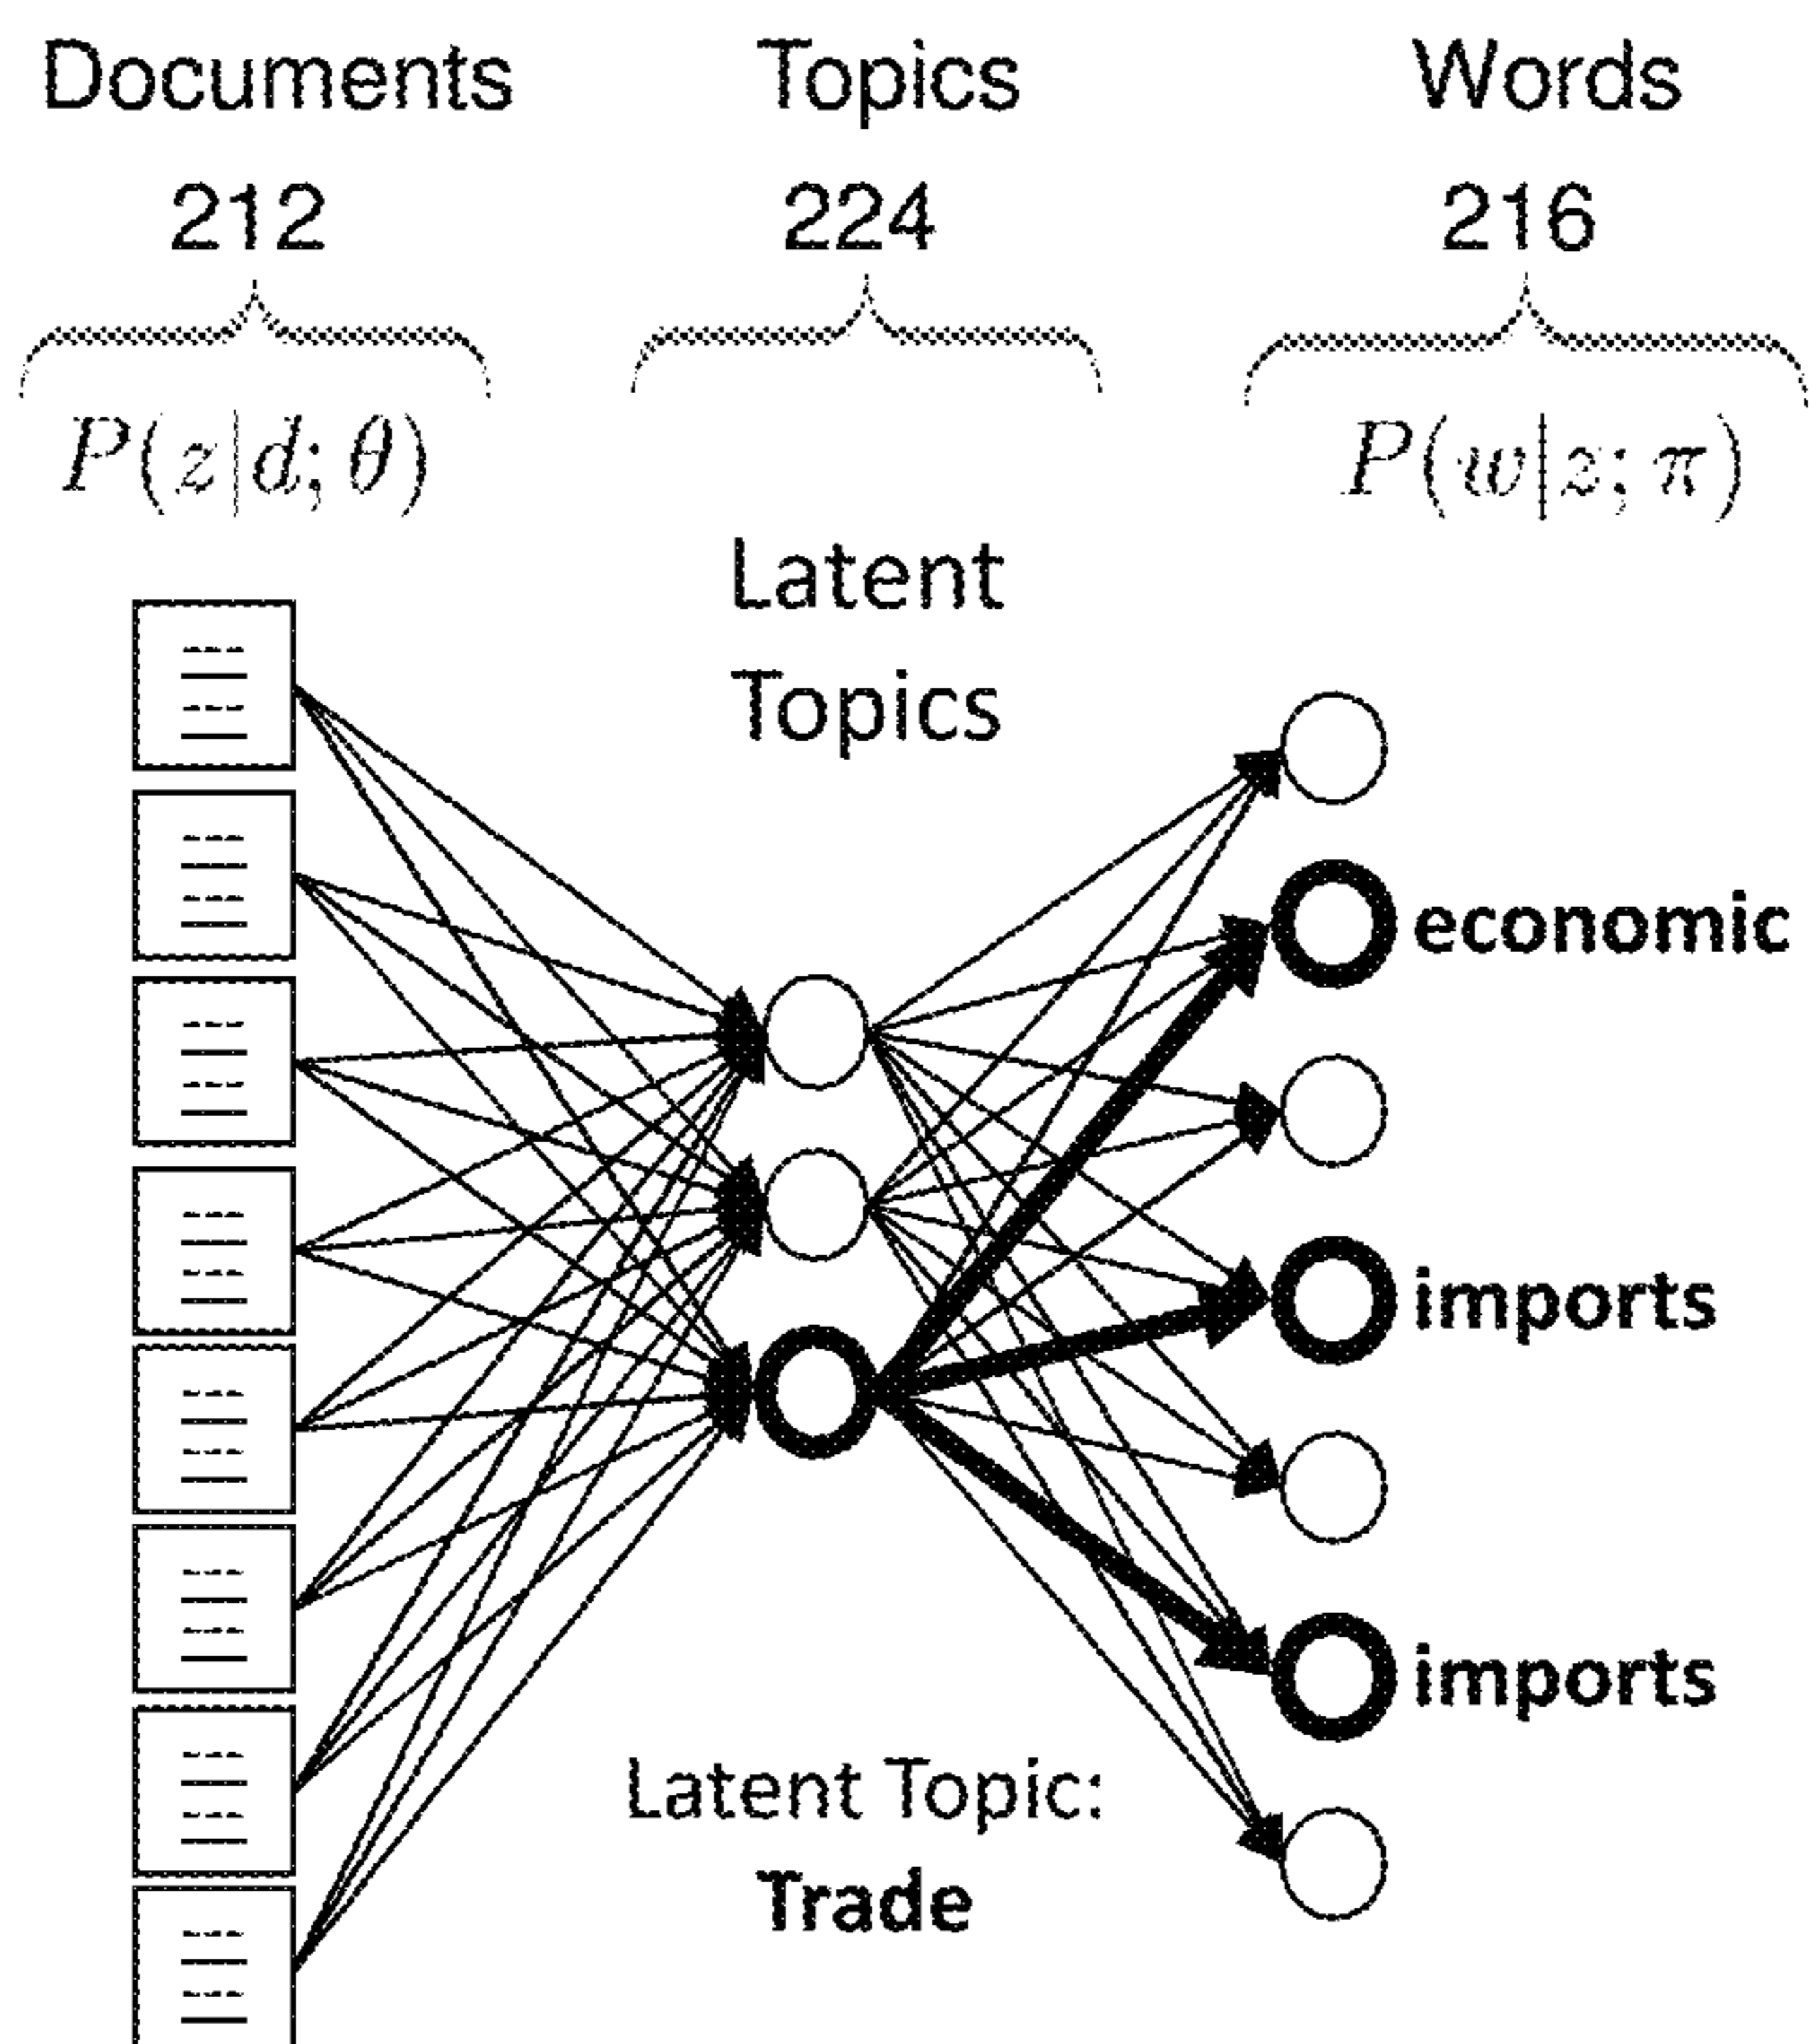 Documents Topics Words
212 224 216
P(z|d; θ) P(w|z; π)
Latent
Topics
economic
imports
imports
Latent Topic:
Trade